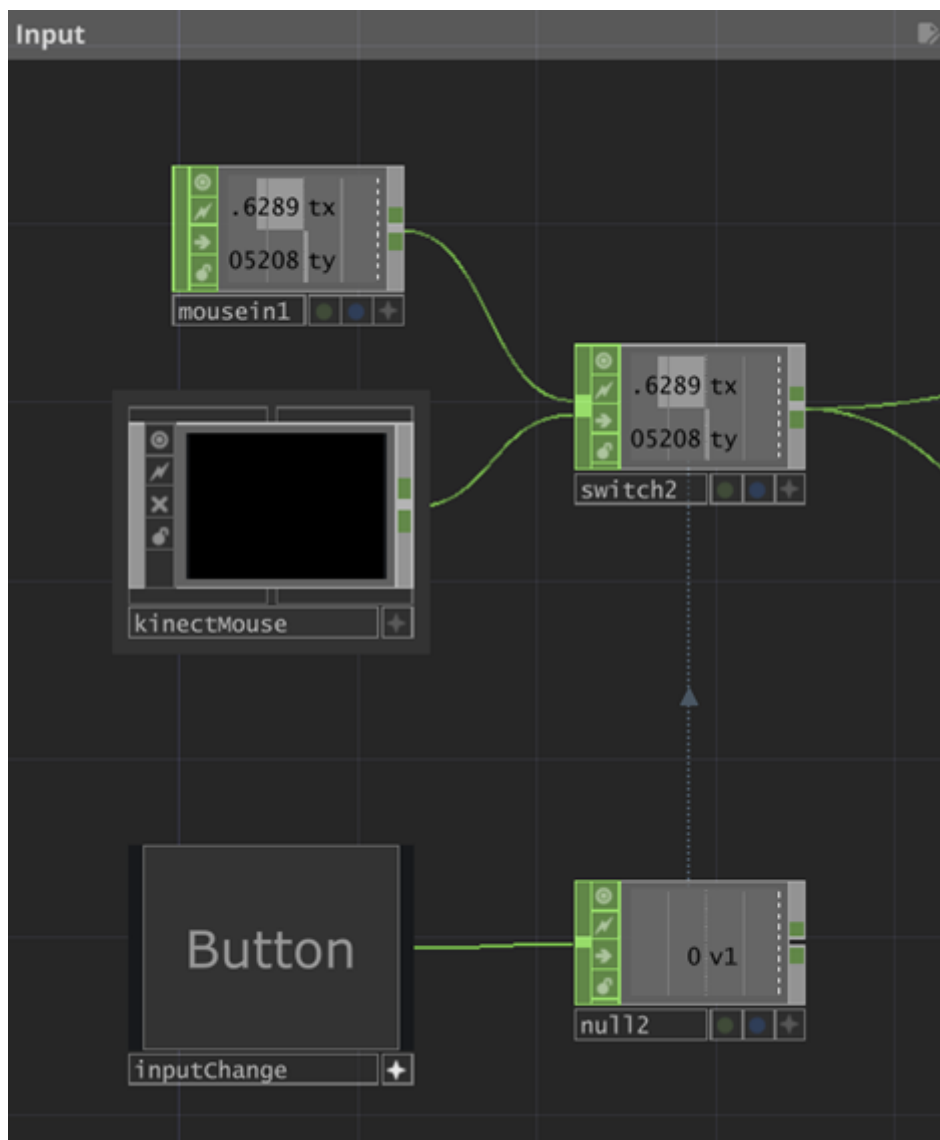 Input
.6289 tx
05208 ty
mousein1
.6289 tx
05208 ty
switch2
kinectMouse
Button
inputChange
0 v1
null2